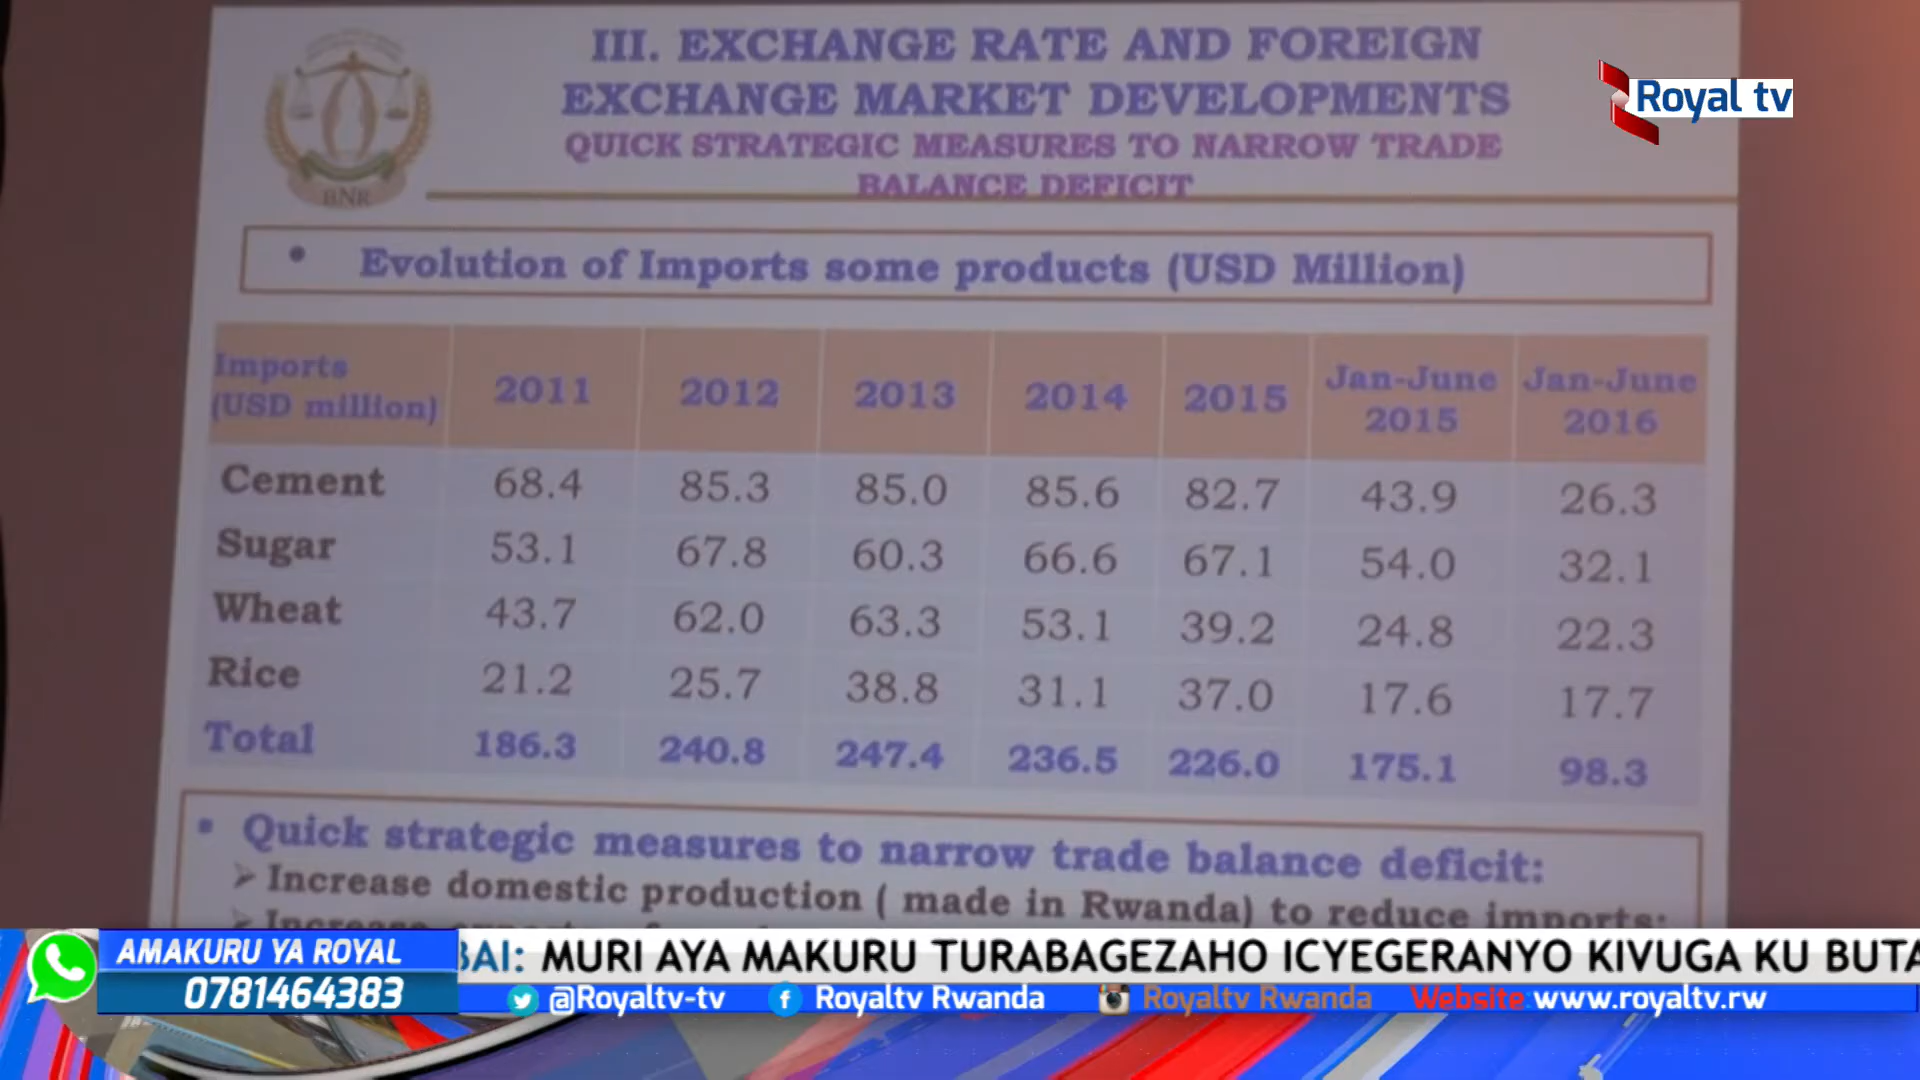 III. EXCHANGE RATE AND FOREIGN
EXCHANGE MARKET DEVELOPMENTS
QUICK STRATEGIC MEASURES TO NARROW TRADE
BALANCE DEFICIT
BNR
Royal tv
• Evolution of Imports some products (USD Million)
Imports (USD million) 2011 2012 2013 2014 2015 Jan-June 2015 Jan-June 2016
Cement 68.4 85.3 85.0 85.6 82.7 43.9 26.3
Sugar 53.1 67.8 60.3 66.6 67.1 54.0 32.1
Wheat 43.7 62.0 63.3 53.1 39.2 24.8 22.3
Rice 21.2 25.7 38.8 31.1 37.0 17.6 17.7
Total 186.3 240.8 247.4 236.5 226.0 175.1 98.3
• Quick strategic measures to narrow trade balance deficit:
➢ Increase domestic production ( made in Rwanda) to reduce imports;
AMAKURU YA ROYAL
0781464383
BAI: MURI AYA MAKURU TURABAGEZAHO ICYEGERANYO KIVUGA KU BUTA
@Royaltv-tv Royaltv Rwanda Royaltv Rwanda Website www.royaltv.rw